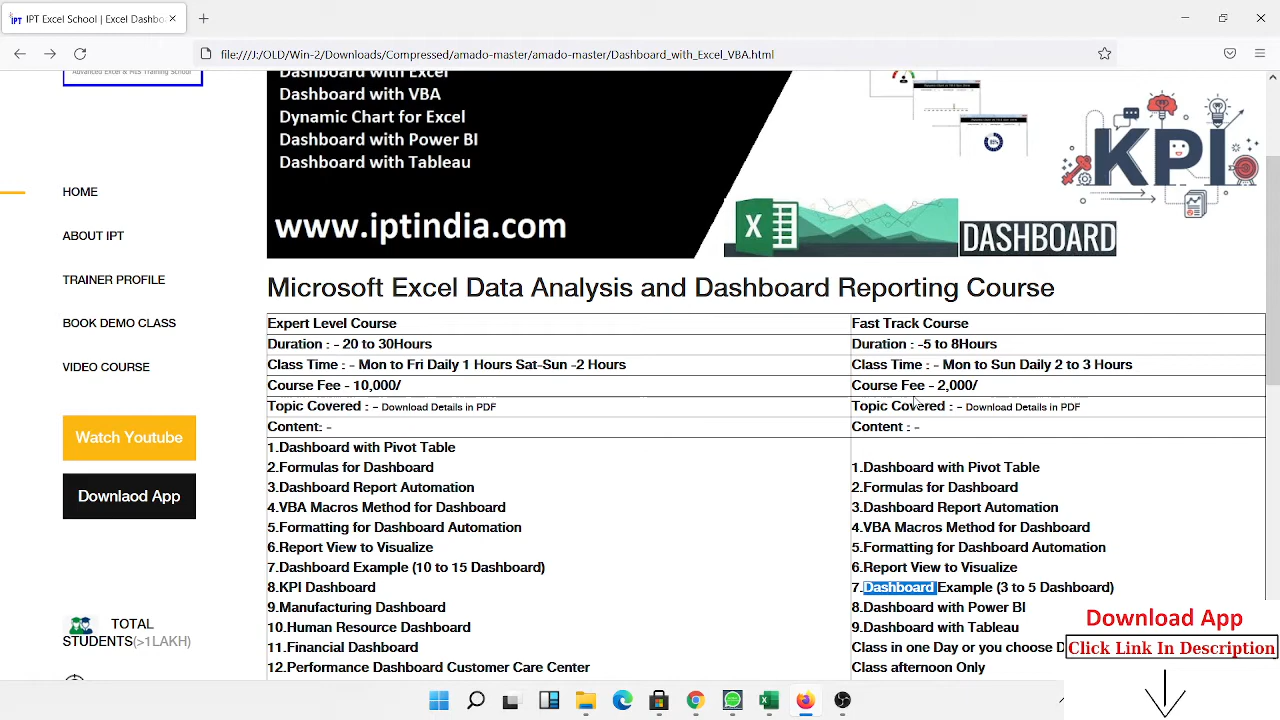 IPT Excel School | Excel Dashbo
file:///J:/OLD/Win-2/Downloads/Compressed/amado-master/amado-master/Dashboard_with_Excel_VBA.html
Advanced Excel & MIS Training School
HOME
ABOUT IPT
TRAINER PROFILE
BOOK DEMO CLASS
VIDEO COURSE
Watch Youtube
Downlaod App
TOTAL
STUDENTS(>1LAKH)
Dashboard with Excel
Dashboard with VBA
Dynamic Chart for Excel
Dashboard with Power BI
Dashboard with Tableau
www.iptindia.com
KPI
X
DASHBOARD
Microsoft Excel Data Analysis and Dashboard Reporting Course
Expert Level Course
Duration : - 20 to 30Hours
Class Time : - Mon to Fri Daily 1 Hours Sat-Sun -2 Hours
Course Fee - 10,000/
Topic Covered : - Download Details in PDF
Content: -
1.Dashboard with Pivot Table
2.Formulas for Dashboard
3.Dashboard Report Automation
4.VBA Macros Method for Dashboard
5.Formatting for Dashboard Automation
6.Report View to Visualize
7.Dashboard Example (10 to 15 Dashboard)
8.KPI Dashboard
9.Manufacturing Dashboard
10.Human Resource Dashboard
11.Financial Dashboard
12.Performance Dashboard Customer Care Center
Fast Track Course
Duration : -5 to 8Hours
Class Time : - Mon to Sun Daily 2 to 3 Hours
Course Fee - 2,000/
Topic Covered : - Download Details in PDF
Content : -
1.Dashboard with Pivot Table
2.Formulas for Dashboard
3.Dashboard Report Automation
4.VBA Macros Method for Dashboard
5.Formatting for Dashboard Automation
6.Report View to Visualize
7.Dashboard Example (3 to 5 Dashboard)
8.Dashboard with Power BI
9.Dashboard with Tableau
Class in one Day or you choose D
Class afternoon Only
Download App
Click Link In Description